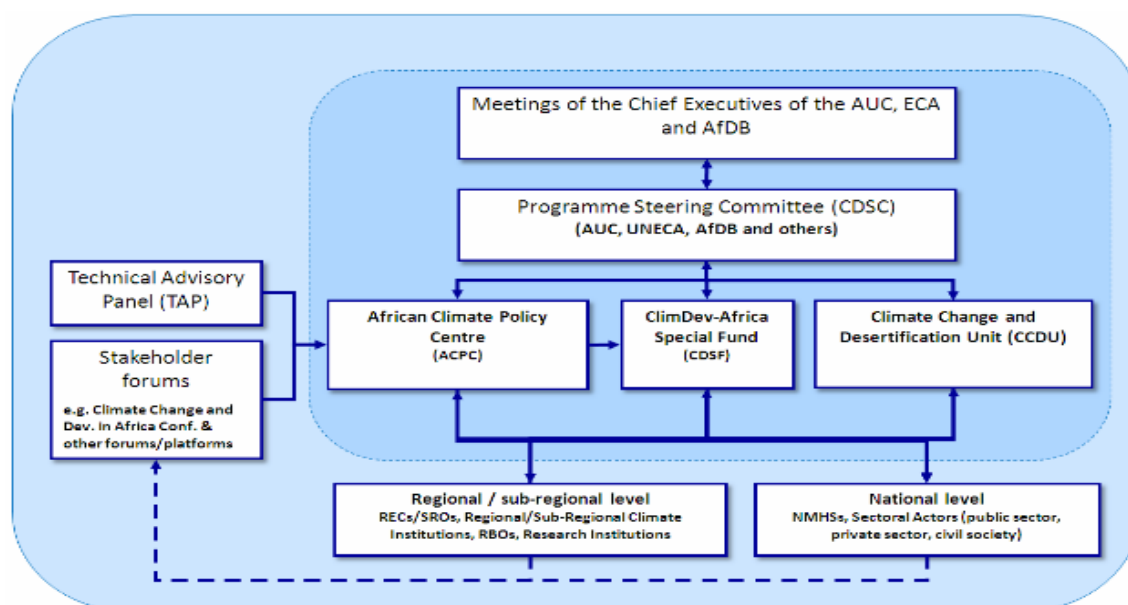 Meetings of the Chief Executives of the AUC, ECA
and AfDB
Programme Steering Committee (CDSC)
(AUC, UNECA, AfDB and others)
Technical Advisory
Panel (TAP)
Stakeholder
forums
e.g. Climate Change and
Dev. in Africa Conf. &
other forums/platforms
African Climate Policy
Centre
(ACPC)
ClimDev-Africa
Special Fund
(CDSF)
Climate Change and
Desertification Unit (CCDU)
Regional / sub-regional level
RECs/SROs, Regional/Sub-Regional Climate
Institutions, RBOs, Research Institutions
National level
NMHSs, Sectoral Actors (public sector,
private sector, civil society)